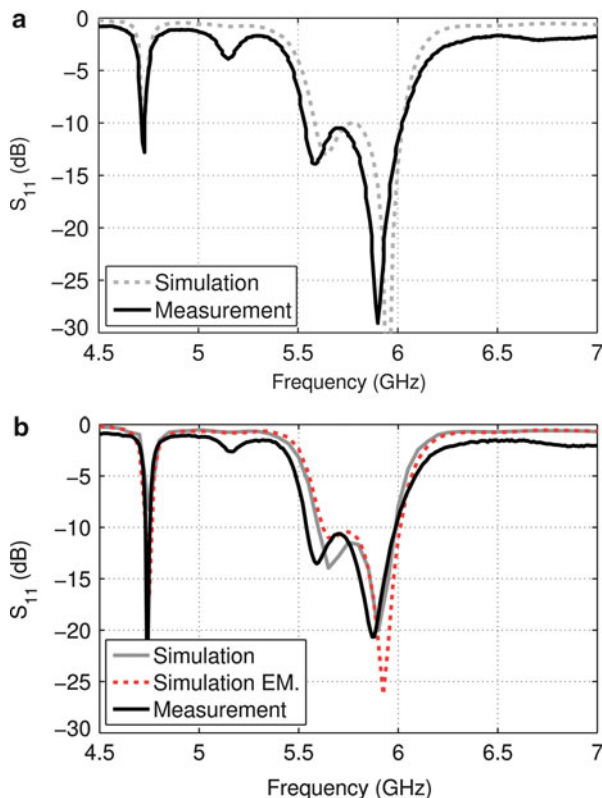 a
0
−5
−10
−15
−20
−25
−30
S11 (dB)
Simulation
Measurement
4.5 5 5.5 6 6.5 7
Frequency (GHz)
b
0
−5
−10
−15
−20
−25
−30
S11 (dB)
Simulation
Simulation EM.
Measurement
4.5 5 5.5 6 6.5 7
Frequency (GHz)